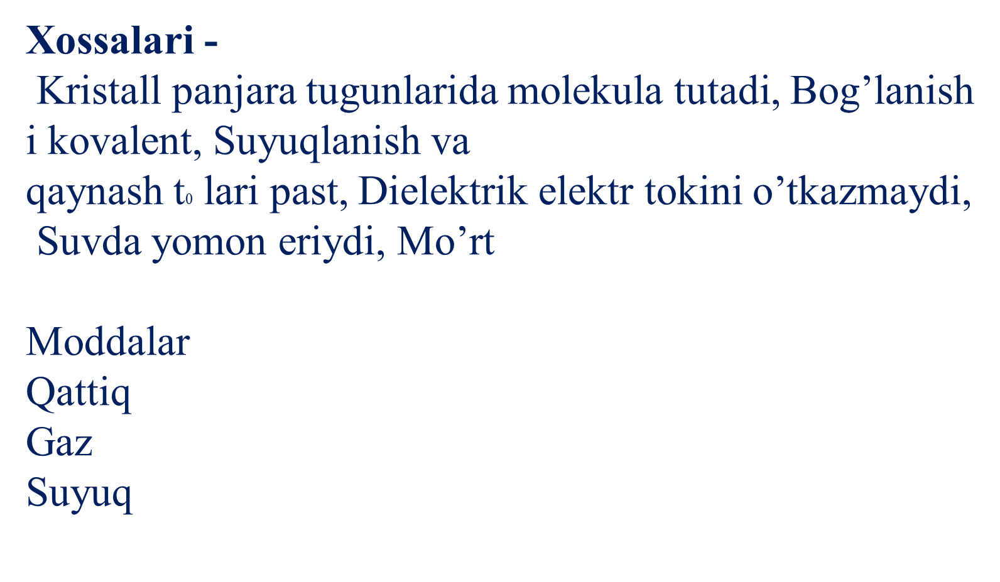 Xossalari -
Kristall panjara tugunlarida molekula tutadi, Bog’lanish
i kovalent, Suyuqlanish va
qaynash t₀ lari past, Dielektrik elektr tokini o’tkazmaydi,
Suvda yomon eriydi, Mo’rt
Moddalar
Qattiq
Gaz
Suyuq